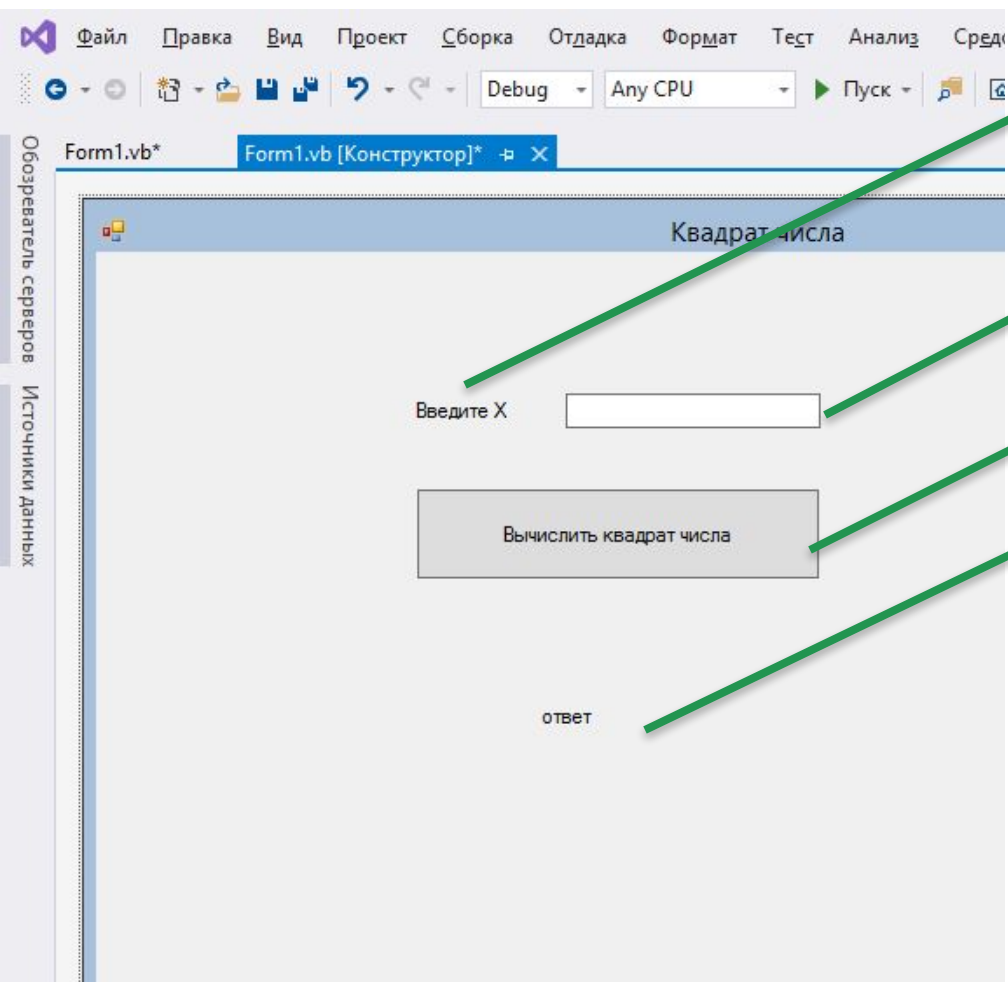 Файл Правка Вид Проект Сборка Отладка Формат Тест Анализ
Debug Any CPU Пуск
Form1.vb* Form1.vb [Конструктор]*
Обозреватель серверов
Источники данных
Квадрат числа
Введите X
Вычислить квадрат числа
ответ